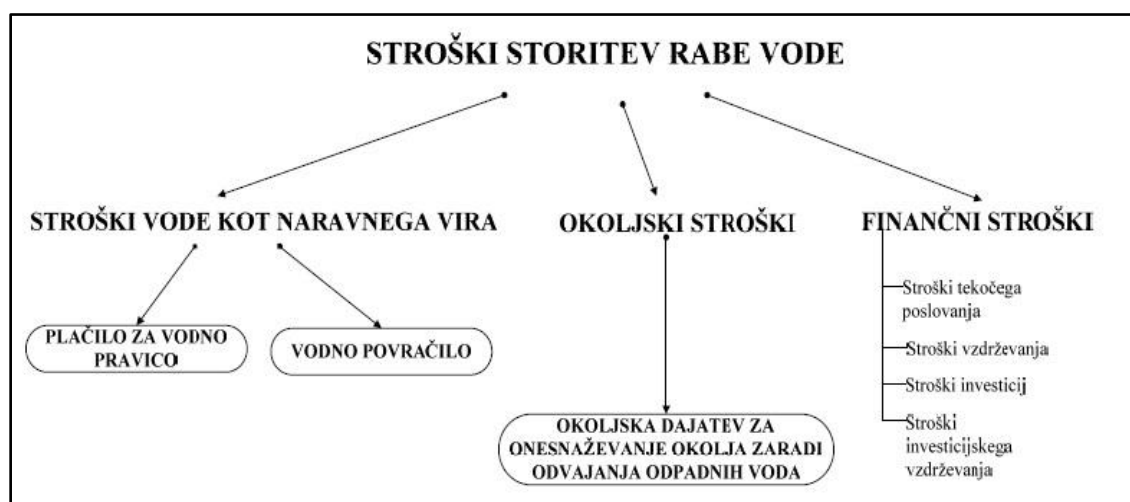 STROŠKI STORITEV RABE VODE
STROŠKI VODE KOT NARAVNEGA VIRA
OKOLJSKI STROŠKI
FINANČNI STROŠKI
PLAČILO ZA VODNO
PRAVICO
VODNO POVRAČILO
OKOLJSKA DAJATEV ZA
ONESNAŽEVANJE OKOLJA ZARADI
ODVAJANJA ODPADNIH VODA
Stroški tekočega
poslovanja
Stroški vzdrževanja
Stroški investicij
Stroški
investicijskega
vzdrževanja